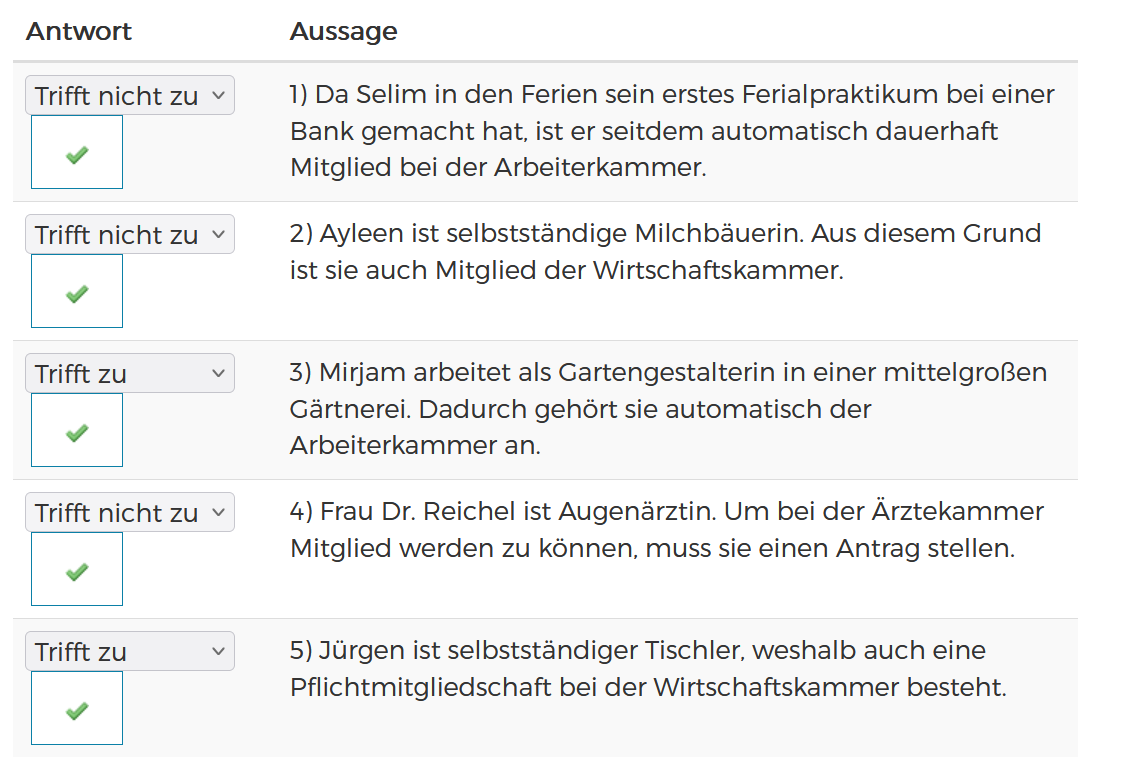 Antwort Aussage
Trifft nicht zu 1) Da Selim in den Ferien sein erstes Ferialpraktikum bei einer
Bank gemacht hat, ist er seitdem automatisch dauerhaft
Mitglied bei der Arbeiterkammer.
Trifft nicht zu 2) Ayleen ist selbstständige Milchbäuerin. Aus diesem Grund
ist sie auch Mitglied der Wirtschaftskammer.
Trifft zu 3) Mirjam arbeitet als Gartengestalterin in einer mittelgroßen
Gärtnerei. Dadurch gehört sie automatisch der
Arbeiterkammer an.
Trifft nicht zu 4) Frau Dr. Reichel ist Augenärztin. Um bei der Ärztekammer
Mitglied werden zu können, muss sie einen Antrag stellen.
Trifft zu 5) Jürgen ist selbstständiger Tischler, weshalb auch eine
Pflichtmitgliedschaft bei der Wirtschaftskammer besteht.